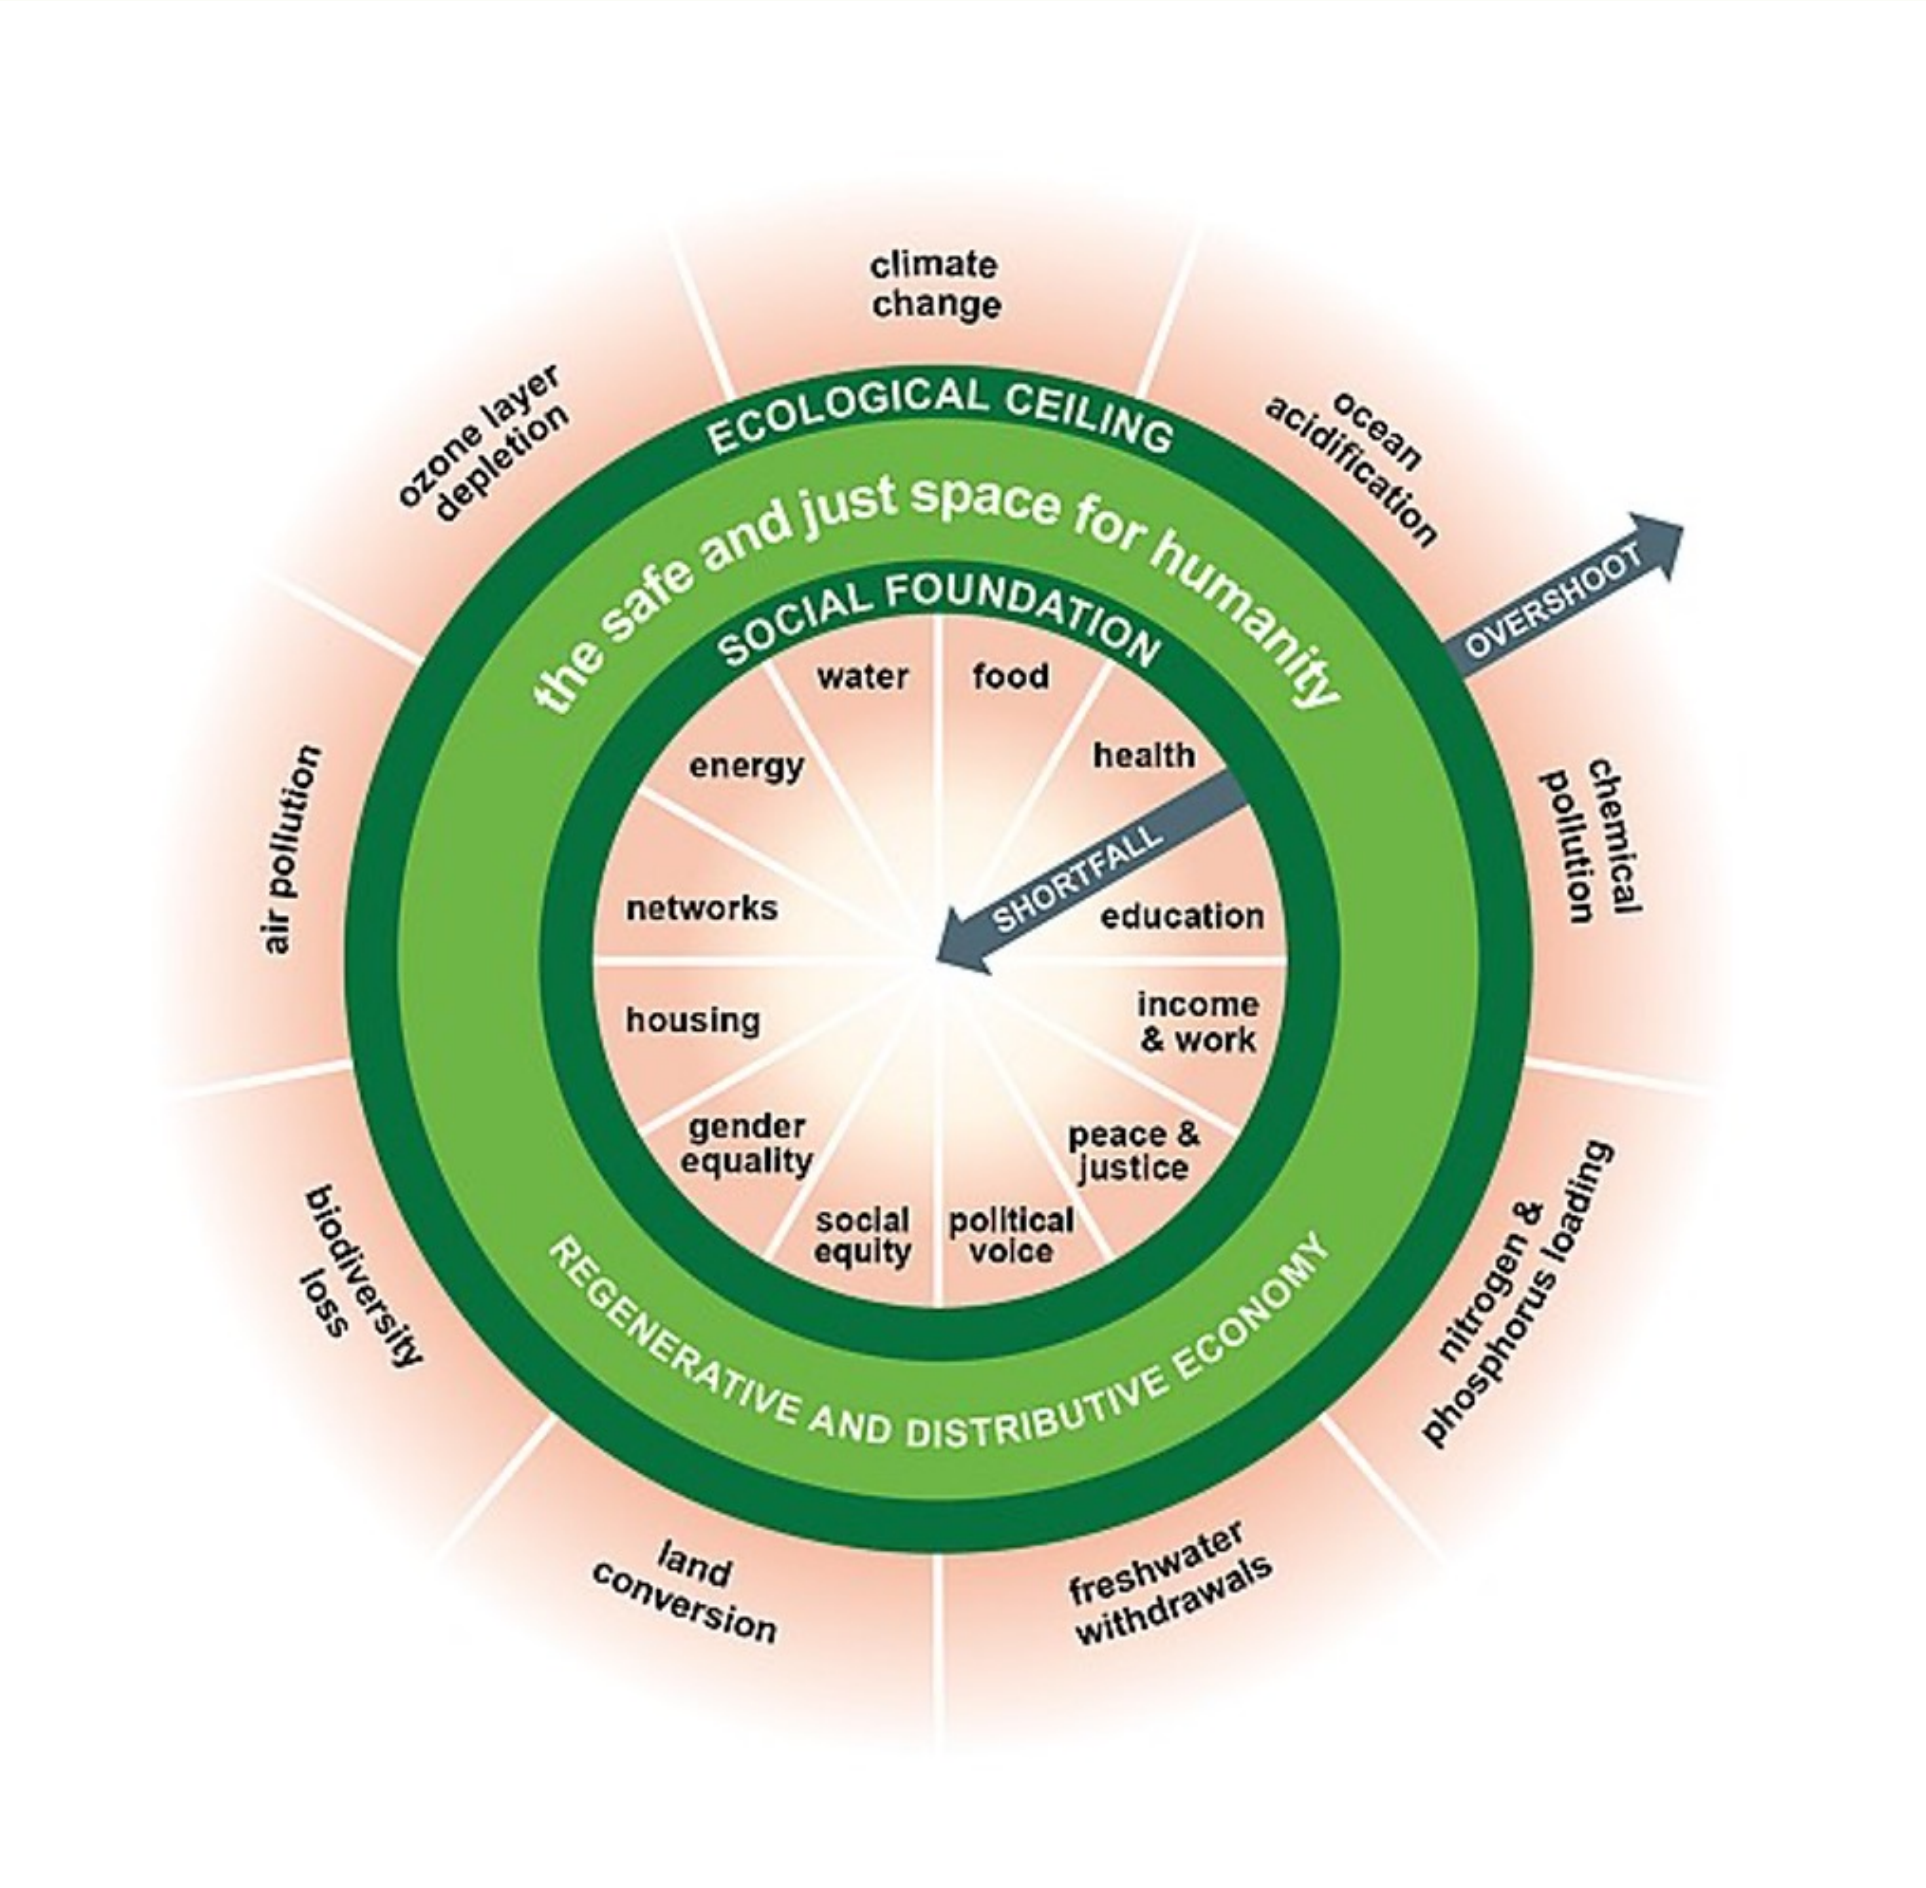 climate
change
ocean
acidification
OVERSHOOT
chemical
pollution
nitrogen &
phosphorus loading
freshwater
withdrawals
land
conversion
biodiversity
loss
air pollution
ozone layer
depletion
ECOLOGICAL CEILING
the safe and just space for humanity
SOCIAL FOUNDATION
water
food
health
SHORTFALL
education
income
& work
peace &
justice
political
voice
social
equity
gender
equality
housing
networks
energy
REGENERATIVE AND DISTRIBUTIVE ECONOMY